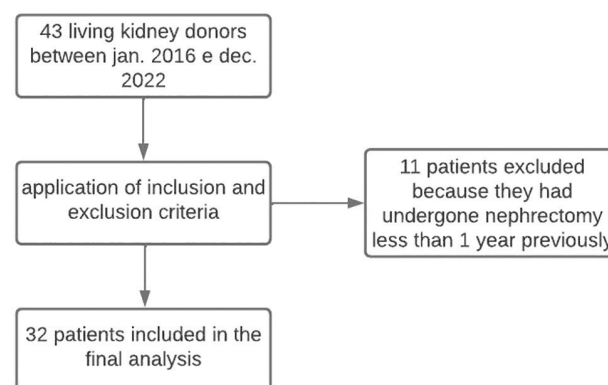 43 living kidney donors
between jan. 2016 e dec.
2022
application of inclusion and
exclusion criteria
11 patients excluded
because they had
undergone nephrectomy
less than 1 year previously
32 patients included in the
final analysis